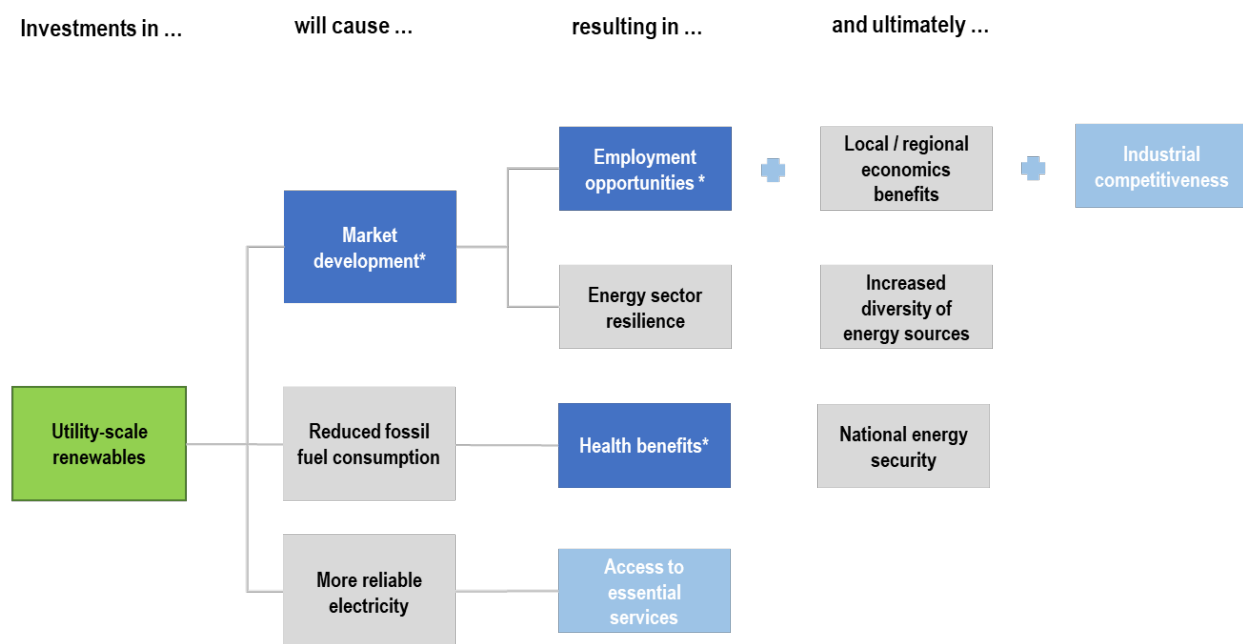 Investments in ...
will cause ...
resulting in ...
and ultimately ...
Employment
opportunities *
Local / regional
economics
benefits
Industrial
competitiveness
Market
development*
Energy sector
resilience
Increased
diversity of
energy sources
Utility-scale
renewables
Reduced fossil
fuel consumption
Health benefits*
National energy
security
More reliable
electricity
Access to
essential
services